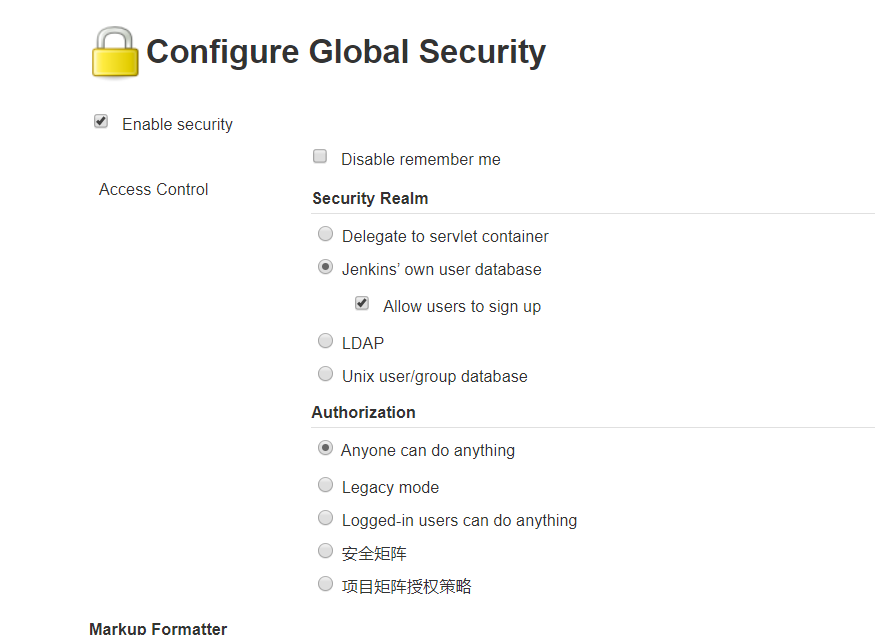 Configure Global Security
Enable security
Disable remember me
Access Control
Security Realm
Delegate to servlet container
Jenkins’ own user database
Allow users to sign up
LDAP
Unix user/group database
Authorization
Anyone can do anything
Legacy mode
Logged-in users can do anything
安全矩阵
项目矩阵授权策略
Markup Formatter